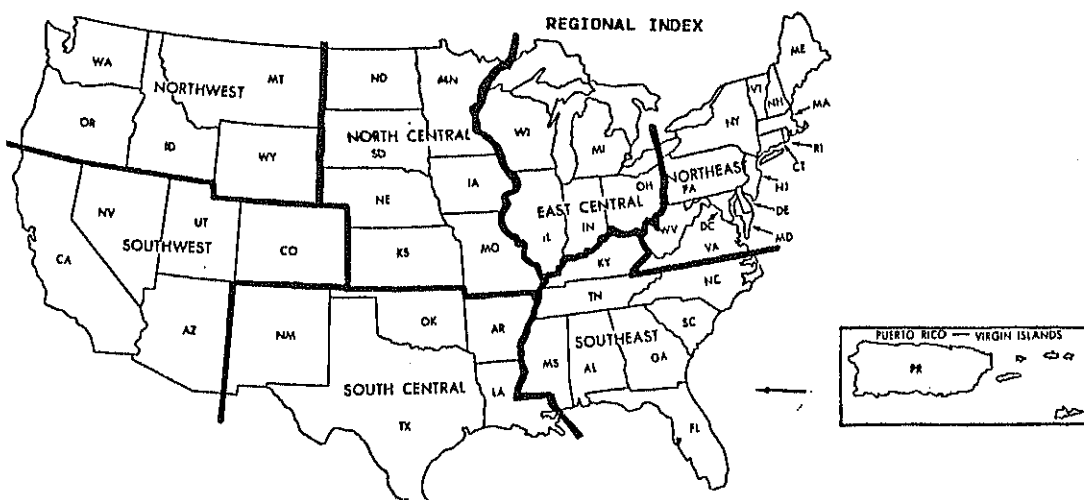 REGIONAL INDEX
WA
MT
ND
MN
ME
NORTHWEST
VT
NH
MA
OR
ID
WY
NORTH CENTRAL
SD
WI
MI
NY
RI
CT
NORTHEAST
PA
NJ
IA
NE
OH
EAST CENTRAL
IL
IN
DE
NV
UT
SOUTHWEST
CA
CO
KS
MO
WV
DC
VA
MD
KY
NC
TN
AZ
NM
OK
AR
SOUTHEAST
SC
MS
AL
GA
SOUTH CENTRAL
LA
TX
FL
PUERTO RICO — VIRGIN ISLANDS
PR